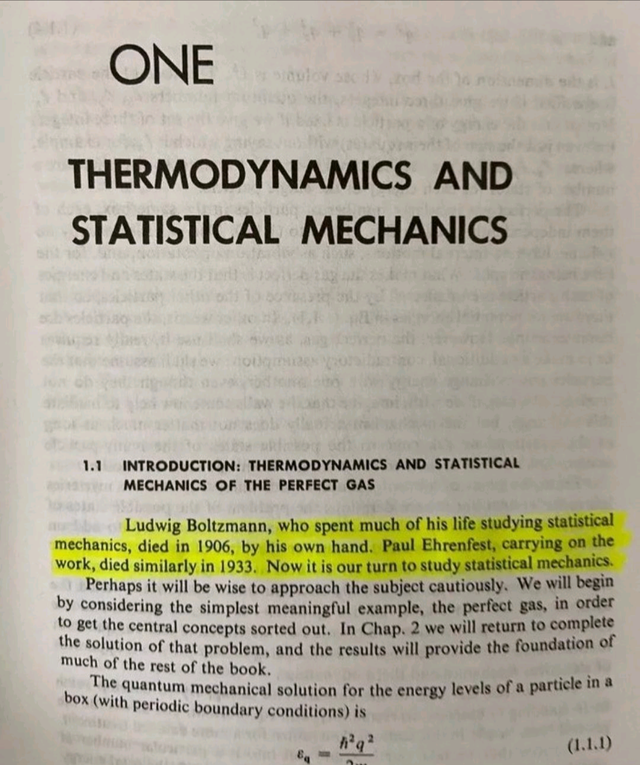 ONE
THERMODYNAMICS AND
STATISTICAL MECHANICS
1.1 INTRODUCTION: THERMODYNAMICS AND STATISTICAL
MECHANICS OF THE PERFECT GAS
Ludwig Boltzmann, who spent much of his life studying statistical
mechanics, died in 1906, by his own hand. Paul Ehrenfest, carrying on the
work, died similarly in 1933. Now it is our turn to study statistical mechanics.
Perhaps it will be wise to approach the subject cautiously. We will begin
by considering the simplest meaningful example, the perfect gas, in order
to get the central concepts sorted out. In Chap. 2 we will return to complete
the solution of that problem, and the results will provide the foundation of
much of the rest of the book.
The quantum mechanical solution for the energy levels of a particle in a
box (with periodic boundary conditions) is
ε_q = ℏ²q² (1.1.1)